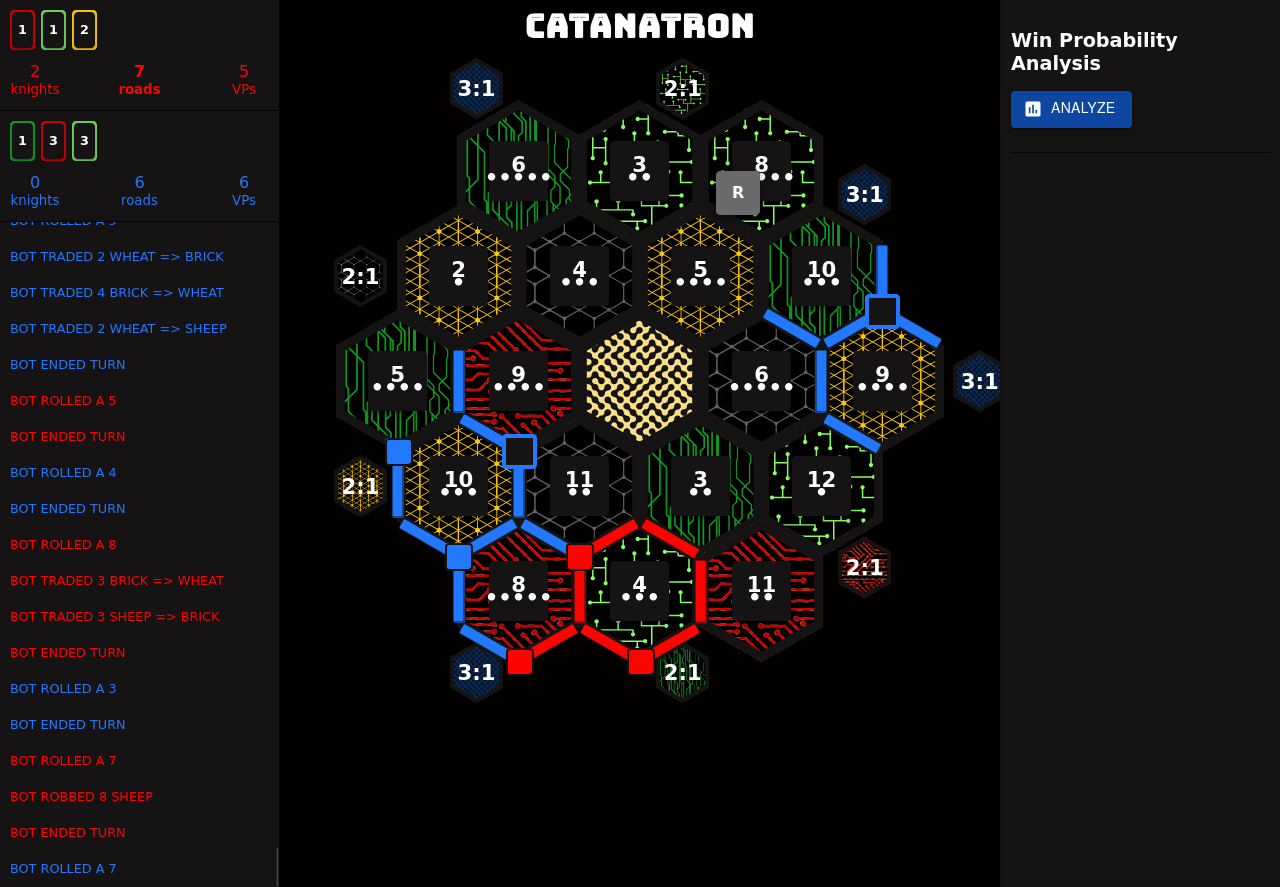 1 1 2
2 7 5
knights roads VPs
1 3 3
0 6 6
knights roads VPs
BOT TRADED 2 WHEAT => BRICK
BOT TRADED 4 BRICK => WHEAT
BOT TRADED 2 WHEAT => SHEEP
BOT ENDED TURN
BOT ROLLED A 5
BOT ENDED TURN
BOT ROLLED A 4
BOT ENDED TURN
BOT ROLLED A 8
BOT TRADED 3 BRICK => WHEAT
BOT TRADED 3 SHEEP => BRICK
BOT ENDED TURN
BOT ROLLED A 3
BOT ENDED TURN
BOT ROLLED A 7
BOT ROBBED 8 SHEEP
BOT ENDED TURN
BOT ROLLED A 7
CATANATRON
3:1 2:1
6 3 8
R
3:1
2:1 2 4 5 10
5 9 6 9 3:1
2:1 10 11 3 12
8 4 11 2:1
3:1 2:1
Win Probability
Analysis
ANALYZE